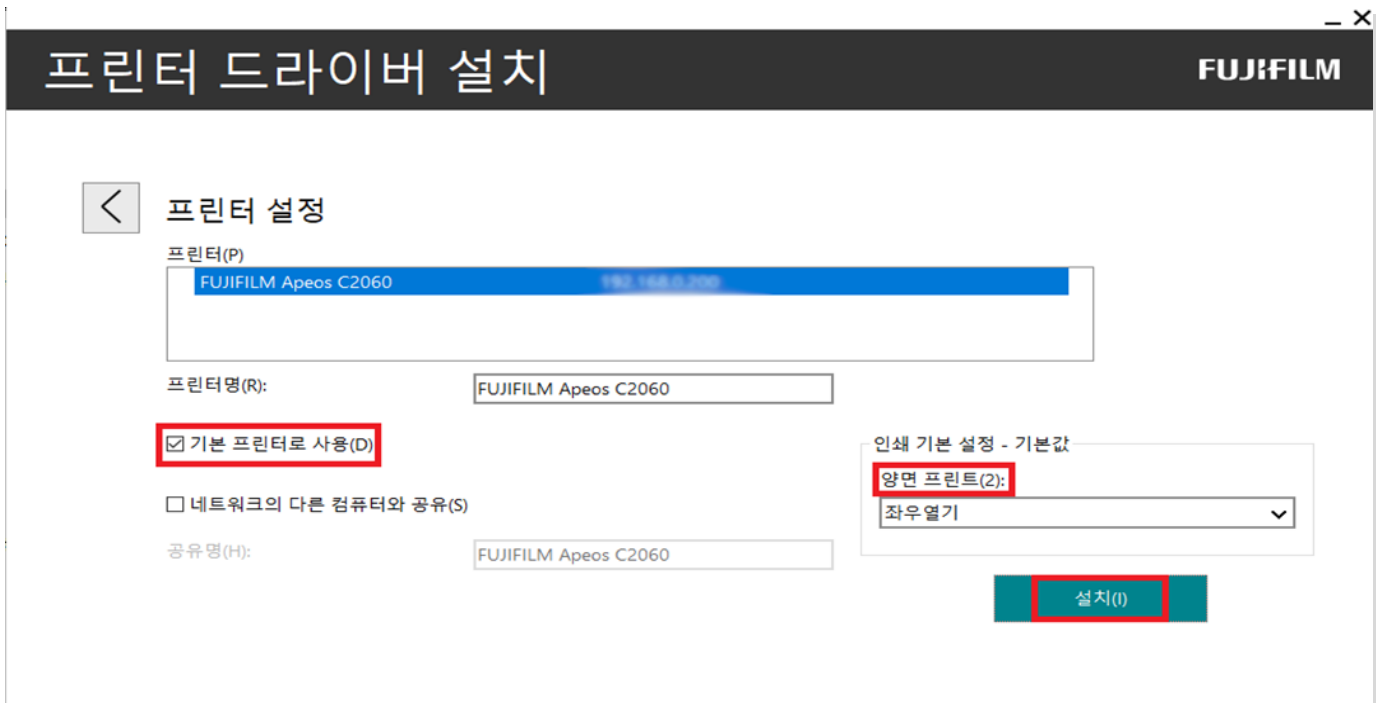 프린터 드라이버 설치
FUJIFILM
프린터 설정
프린터(P)
FUJIFILM Apeos C2060 192.168.0.200
프린터명(R):
FUJIFILM Apeos C2060
기본 프린터로 사용(D)
인쇄 기본 설정 - 기본값
양면 프린트(2):
좌우열기
네트워크의 다른 컴퓨터와 공유(S)
공유명(H):
FUJIFILM Apeos C2060
설치(I)